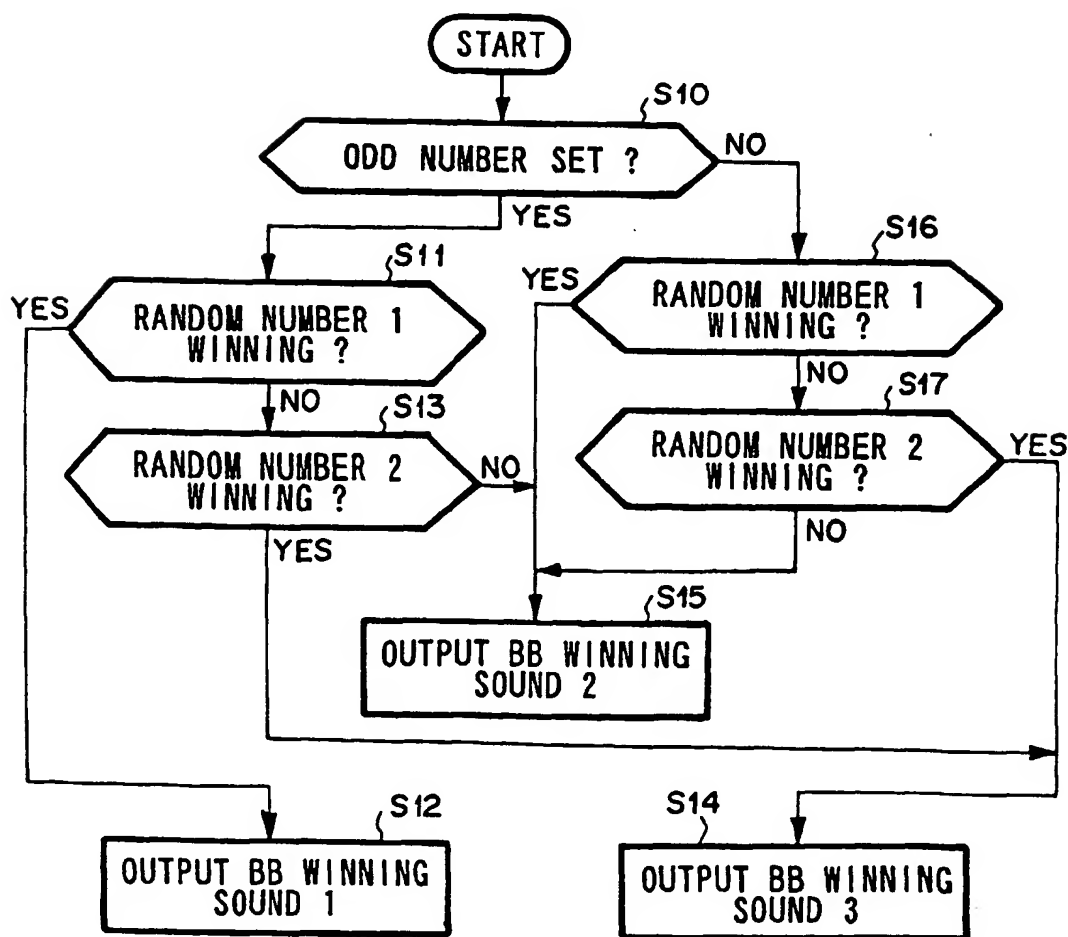 START
S10
ODD NUMBER SET ?
NO
YES
S11
YES
RANDOM NUMBER 1
WINNING ?
NO
S13
RANDOM NUMBER 2
WINNING ?
NO
YES
S16
YES
RANDOM NUMBER 1
WINNING ?
NO
S17
RANDOM NUMBER 2
WINNING ?
YES
NO
S15
OUTPUT BB WINNING
SOUND 2
S12
OUTPUT BB WINNING
SOUND 1
S14
OUTPUT BB WINNING
SOUND 3